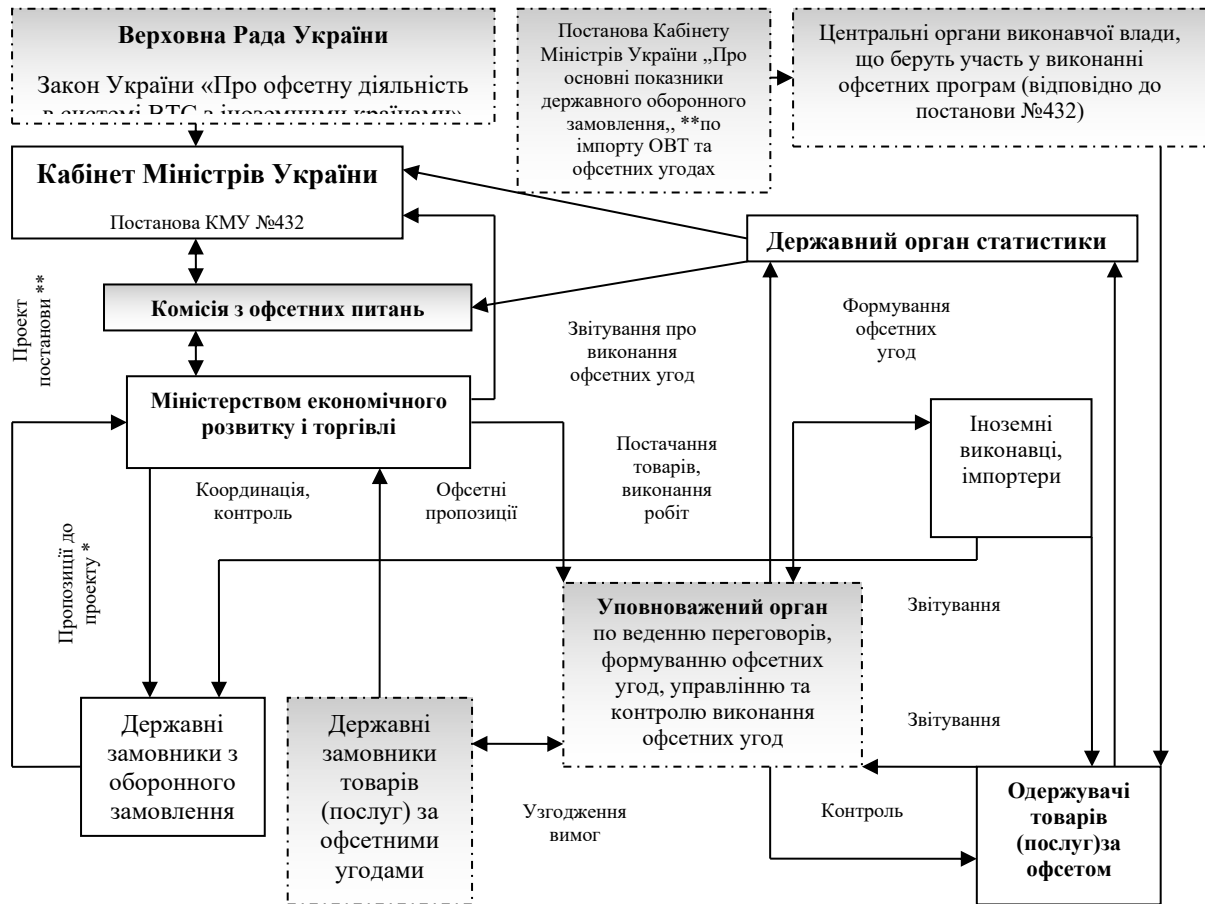 Верховна Рада України
Закон України «Про офсетну діяльність
в системі ВТС з іноземними країнами»
Постанова Кабінету
Міністрів України „Про
основні показники
державного оборонного
замовлення„ **по
імпорту ОВТ та
офсетних угодах
Центральні органи виконавчої влади,
що беруть участь у виконанні
офсетних програм (відповідно до
постанови №432)
Кабінет Міністрів України
Постанова КМУ №432
Державний орган статистики
Проект
постанови **
Комісія з офсетних питань
Звітування про
виконання
офсетних угод
Формування
офсетних
угод
Міністерством економічного
розвитку і торгівлі
Іноземні
виконавці,
імпортери
Координація,
контроль
Офсетні
пропозиції
Постачання
товарів,
виконання
робіт
Пропозиції до
проекту *
Уповноважений орган
по веденню переговорів,
формуванню офсетних
угод, управлінню та
контролю виконання
офсетних угод
Звітування
Звітування
Державні
замовники з
оборонного
замовлення
Державні
замовники
товарів
(послуг) за
офсетними
угодами
Узгодження
вимог
Контроль
Одержувачі
товарів
(послуг)за
офсетом